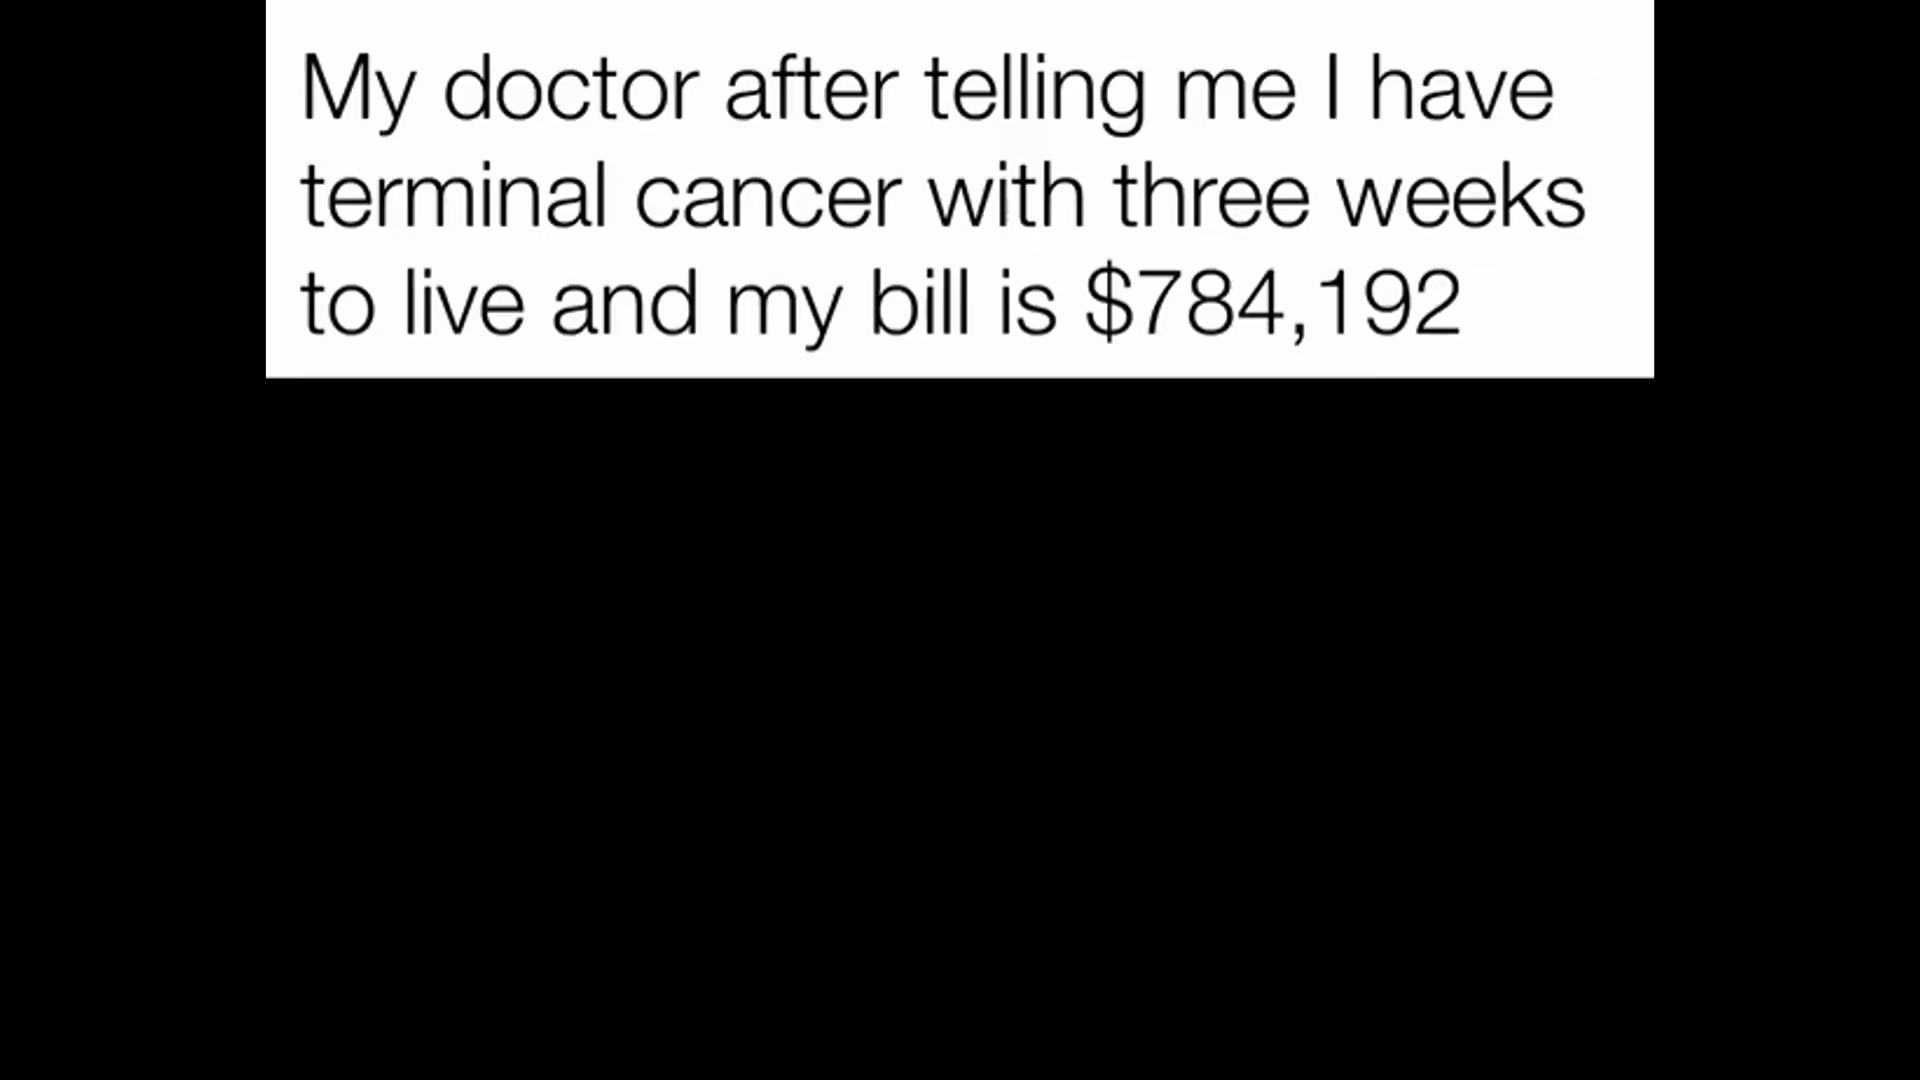 My doctor after telling me I have
terminal cancer with three weeks
to live and my bill is $784,192